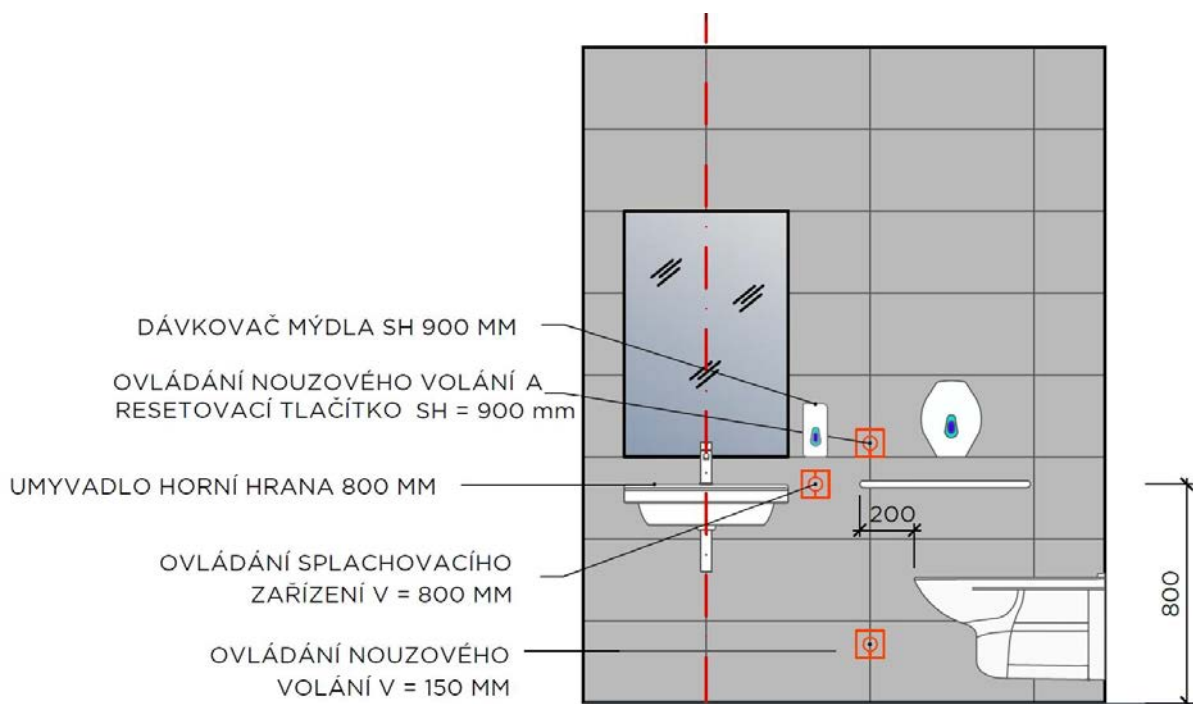 DÁVKOVAČ MÝDLA SH 900 MM
OVLÁDÁNÍ NOUZOVÉHO VOLÁNÍ A
RESETOVACÍ TLAČÍTKO SH = 900 mm
UMYVADLO HORNÍ HRANA 800 MM
200
OVLÁDÁNÍ SPLACHOVACÍHO
ZAŘÍZENÍ V = 800 MM
800
OVLÁDÁNÍ NOUZOVÉHO
VOLÁNÍ V = 150 MM